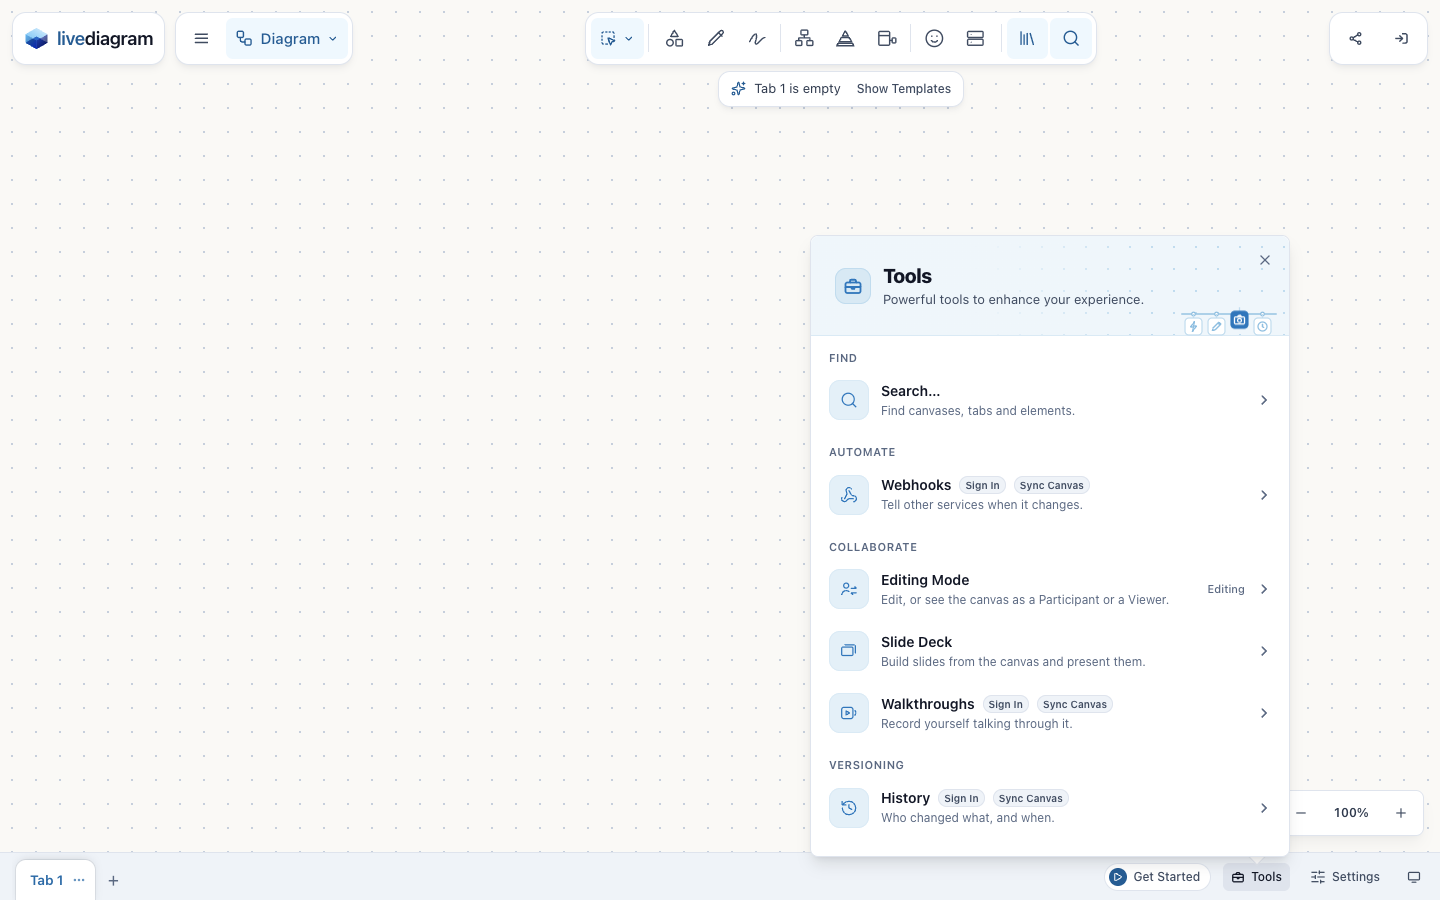 livediagram
Diagram
Tab 1 is empty
Show Templates
Tools
Powerful tools to enhance your experience.
FIND
Search...
Find canvases, tabs and elements.
AUTOMATE
Webhooks Sign In Sync Canvas
Tell other services when it changes.
COLLABORATE
Editing Mode
Edit, or see the canvas as a Participant or a Viewer.
Editing
Slide Deck
Build slides from the canvas and present them.
Walkthroughs Sign In Sync Canvas
Record yourself talking through it.
VERSIONING
History Sign In Sync Canvas
Who changed what, and when.
100%
Tab 1
Get Started
Tools
Settings